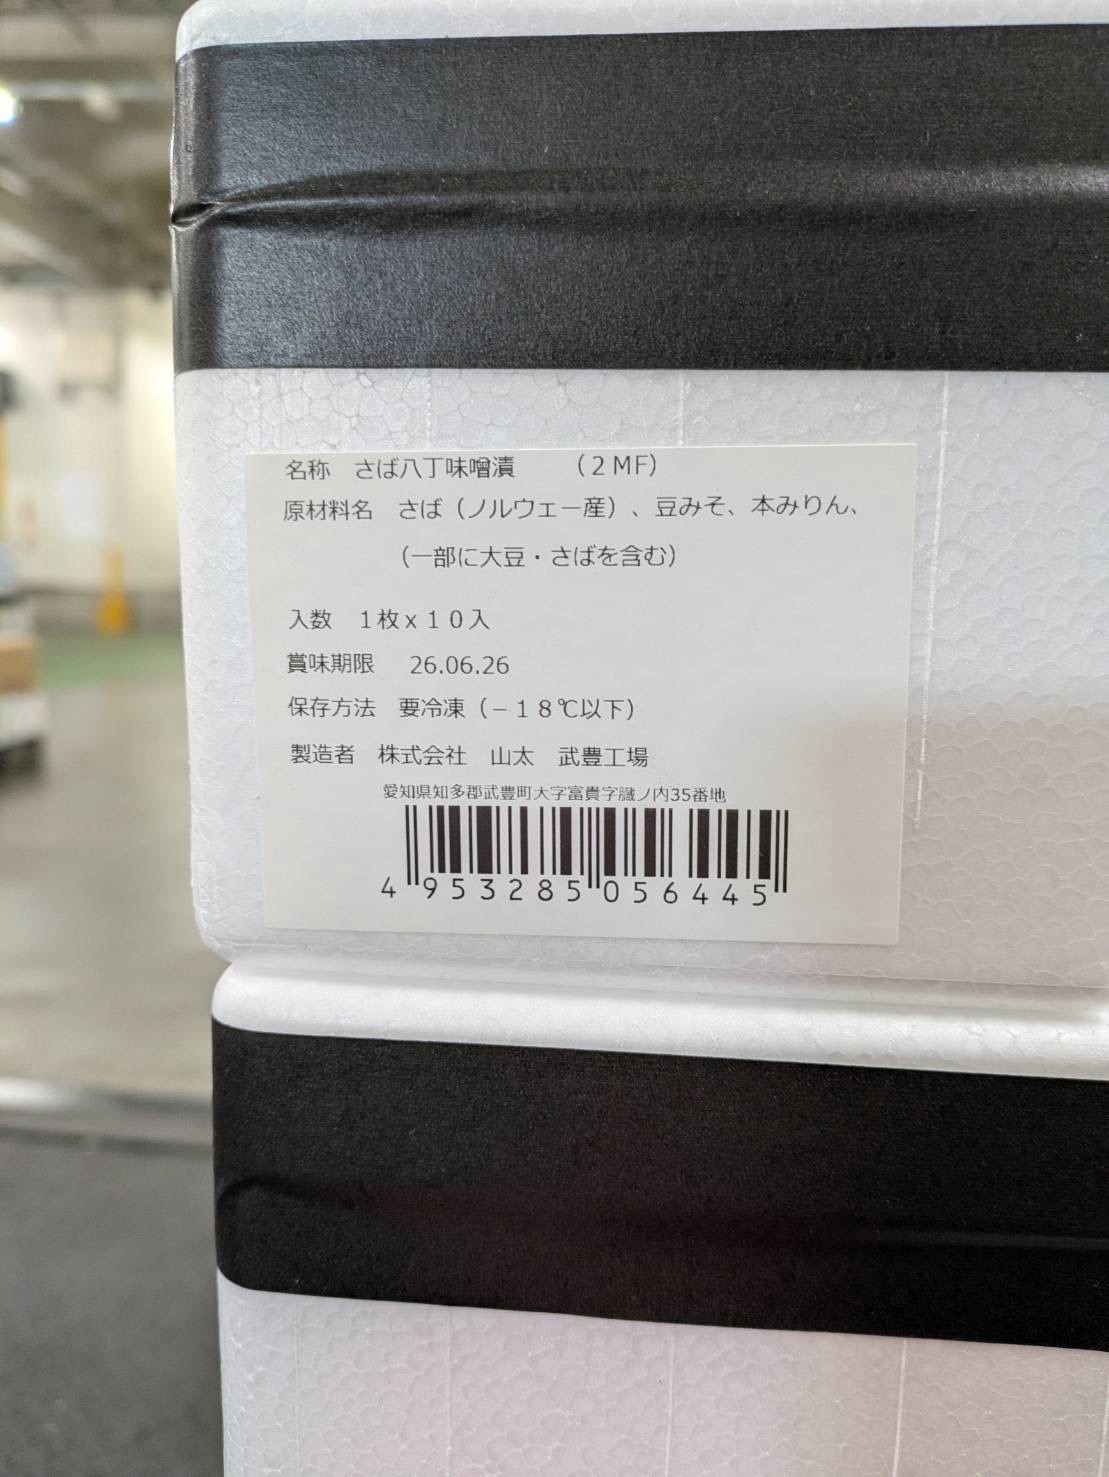 名称　さば八丁味噌漬　　（２ＭＦ）
原材料名　さば（ノルウェー産）、豆みそ、本みりん、
（一部に大豆・さばを含む）
入数　１枚ｘ１０入
賞味期限　26.06.26
保存方法　要冷凍（－１８℃以下）
製造者　株式会社　山太　武豊工場
愛知県知多郡武豊町大字富貴字郷ノ内35番地
4 953285 056445